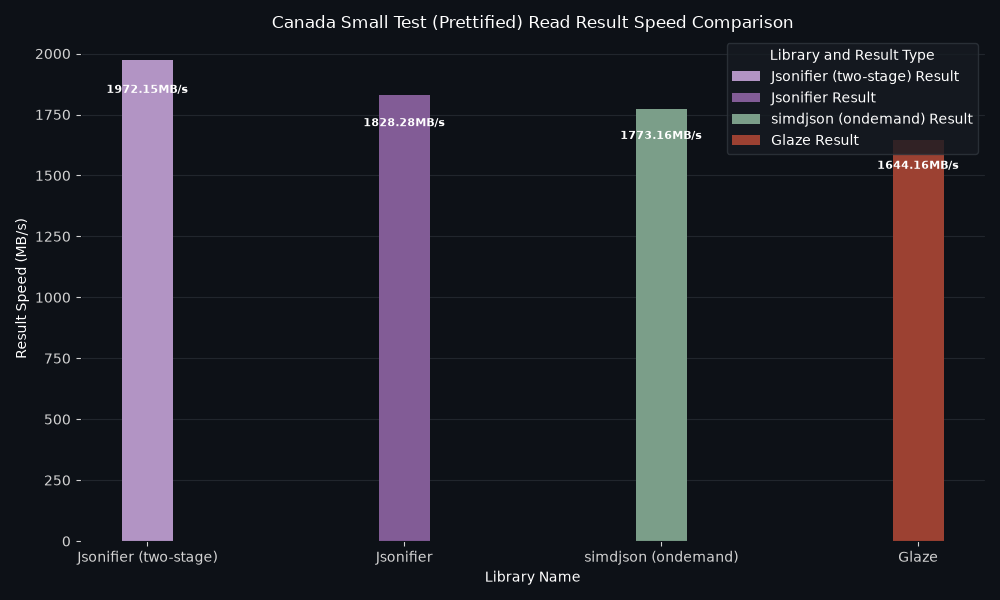 Canada Small Test (Prettified) Read Result Speed Comparison
Library and Result Type
Jsonifier (two-stage) Result
Jsonifier Result
simdjson (ondemand) Result
Glaze Result
Result Speed (MB/s)
2000
1750
1500
1250
1000
750
500
250
0
1972.15MB/s
1828.28MB/s
1773.16MB/s
1644.16MB/s
Jsonifier (two-stage)
Jsonifier
simdjson (ondemand)
Glaze
Library Name